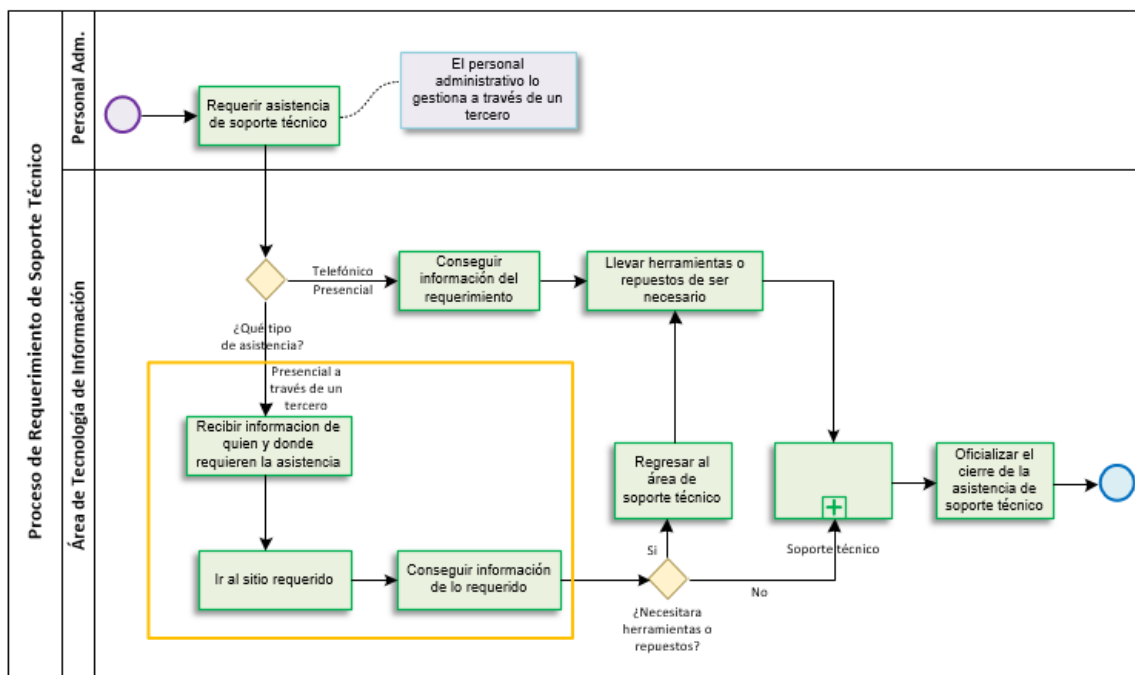 Proceso de Requerimiento de Soporte Técnico
Personal Adm.
Requerir asistencia
de soporte técnico
El personal
administrativo lo
gestiona a través de un
tercero
Área de Tecnología de Información
Telefónico
Presencial
Conseguir
información del
requerimiento
Llevar herramientas o
repuestos de ser
necesario
¿Qué tipo
de asistencia?
Presencial a
través de un
tercero
Recibir informacion de
quien y donde
requieren la asistencia
Regresar al
área de
soporte técnico
Oficializar el
cierre de la
asistencia de
soporte técnico
Si
Soporte técnico
Ir al sitio requerido
Conseguir información
de lo requerido
No
¿Necesitara
herramientas o
repuestos?